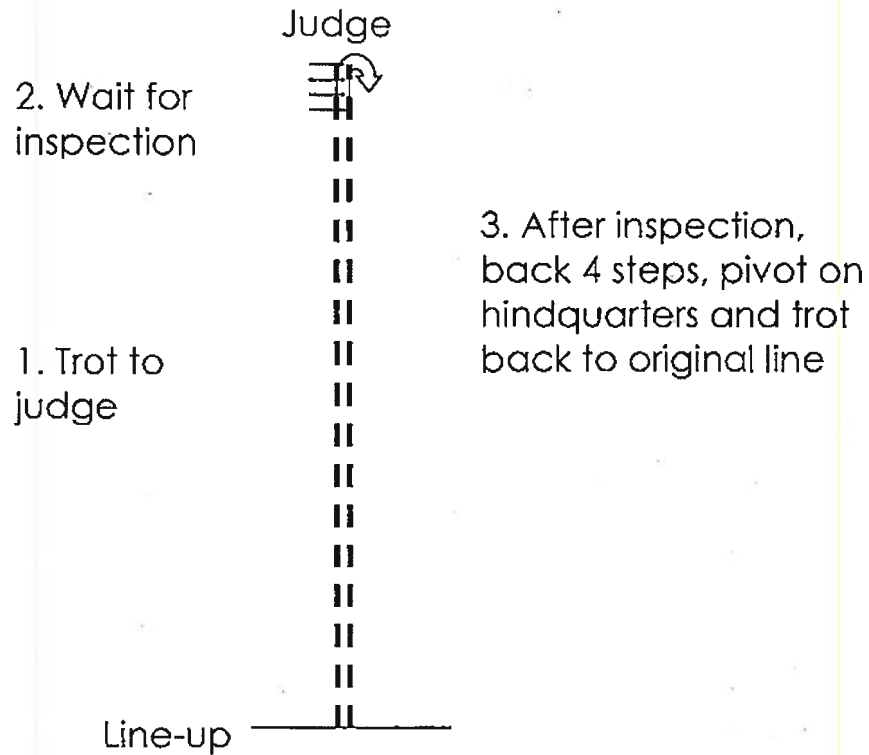 Judge
2. Wait for
inspection
3. After inspection,
back 4 steps, pivot on
hindquarters and trot
back to original line
1. Trot to
judge
Line-up